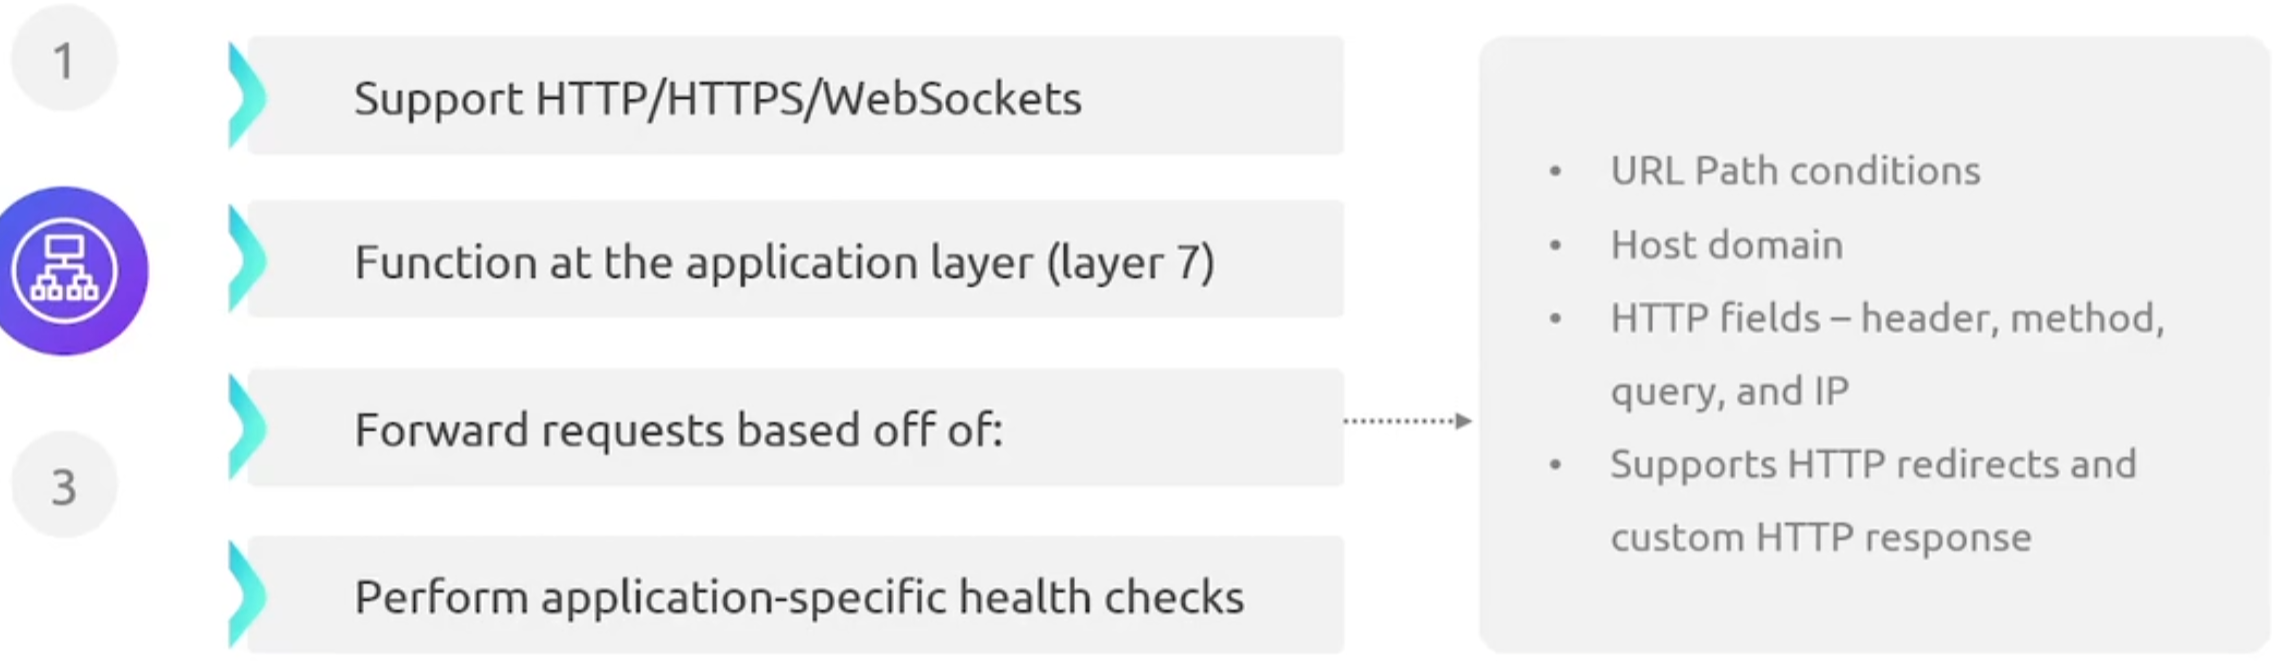 1
3
Support HTTP/HTTPS/WebSockets
Function at the application layer (layer 7)
Forward requests based off of:
Perform application-specific health checks
• URL Path conditions
• Host domain
• HTTP fields – header, method,
query, and IP
• Supports HTTP redirects and
custom HTTP response